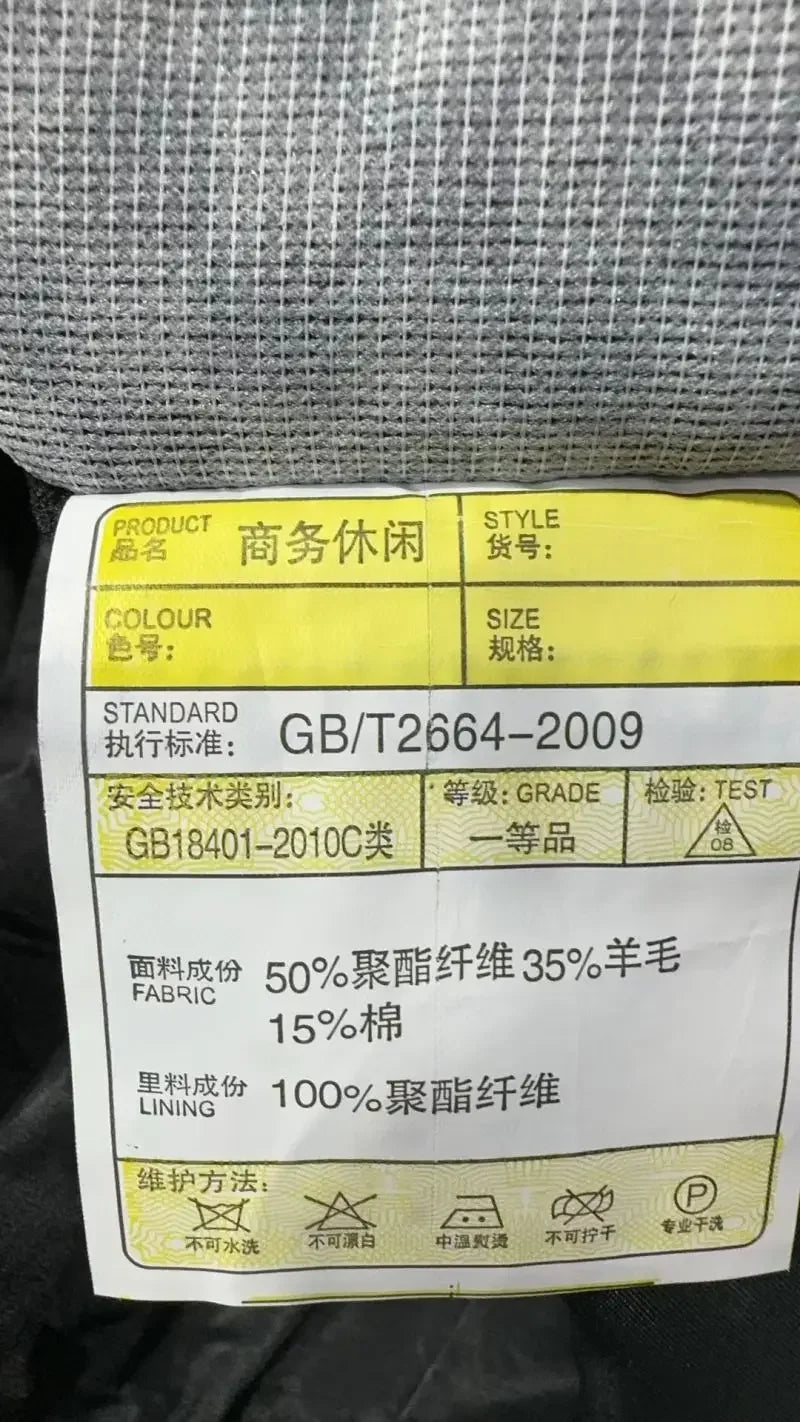 PRODUCT
品名 商务休闲
STYLE
货号:
COLOUR
色号:
SIZE
规格:
STANDARD
执行标准: GB/T2664-2009
安全技术类别:
GB18401-2010C类
等级: GRADE
一等品
检验: TEST
检
08
面料成份 50%聚酯纤维35%羊毛
FABRIC
15%棉
里料成份 100%聚酯纤维
LINING
维护方法:
P
不可水洗 不可漂白 中温熨烫 不可拧干 专业干洗